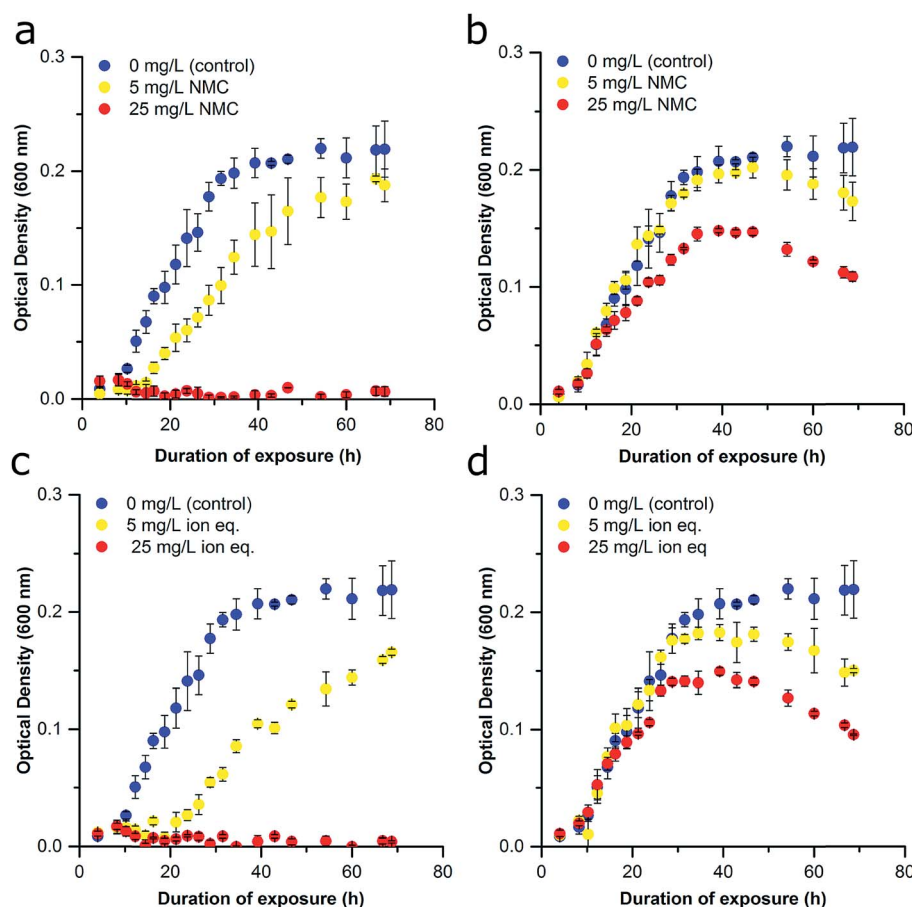 a
0.3
0 mg/L (control)
5 mg/L NMC
25 mg/L NMC
0.2
0.1
0.0
Optical Density (600 nm)
0
20
40
60
80
Duration of exposure (h)
b
0.3
0 mg/L (control)
5 mg/L NMC
25 mg/L NMC
0.2
0.1
0.0
Optical Density (600 nm)
0
20
40
60
80
Duration of exposure (h)
c
0.3
0 mg/L (control)
5 mg/L ion eq.
25 mg/L ion eq.
0.2
0.1
0.0
Optical Density (600 nm)
0
20
40
60
80
Duration of exposure (h)
d
0.3
0 mg/L (control)
5 mg/L ion eq.
25 mg/L ion eq
0.2
0.1
0.0
Optical Density (600 nm)
0
20
40
60
80
Duration of exposure (h)